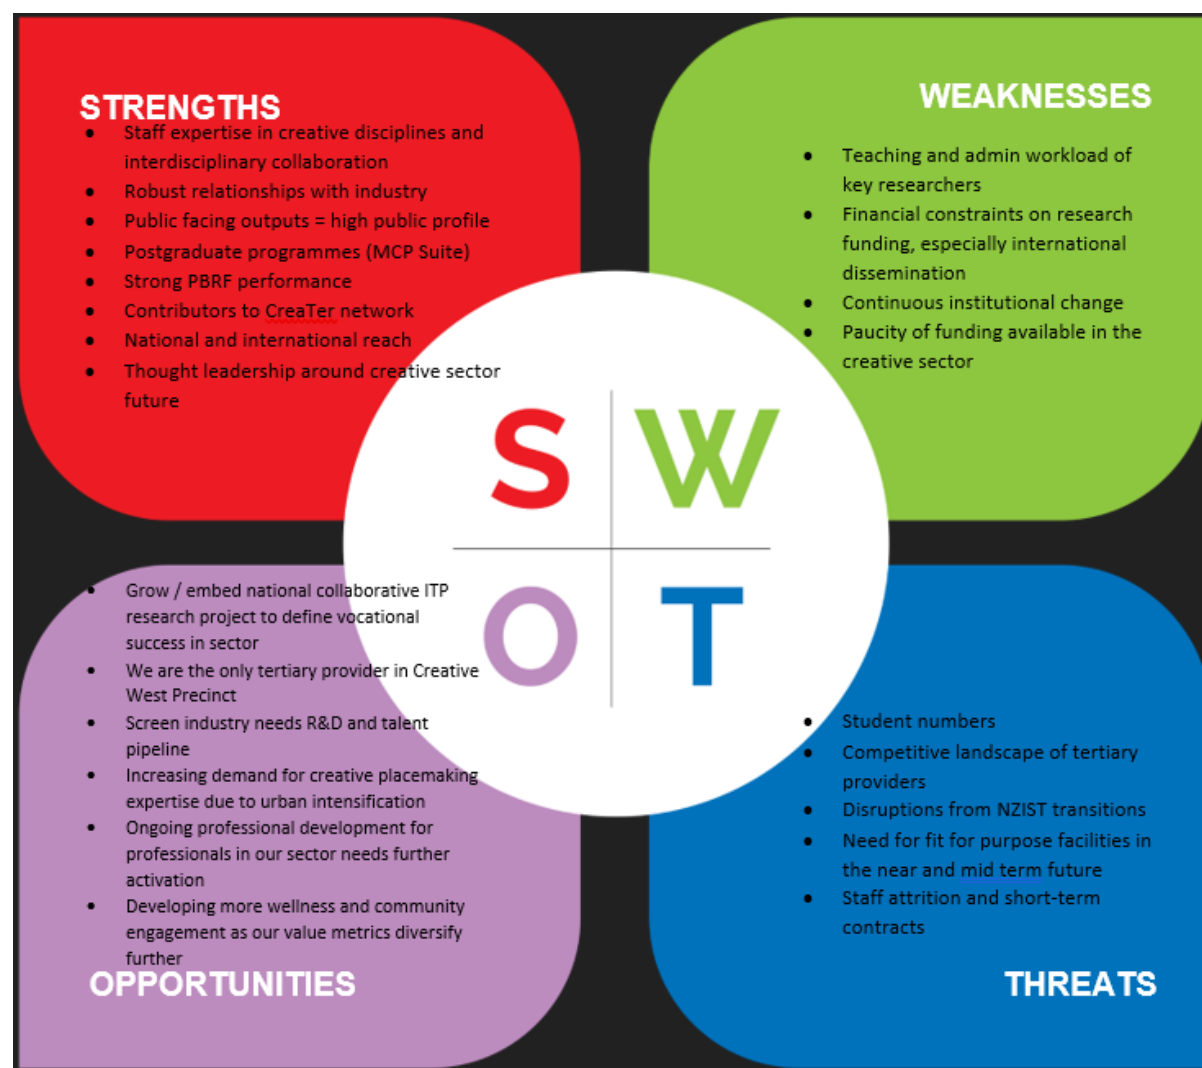 STRENGTHS
• Staff expertise in creative disciplines and
interdisciplinary collaboration
• Robust relationships with industry
• Public facing outputs = high public profile
• Postgraduate programmes (MCP Suite)
• Strong PBRF performance
• Contributors to CreaTer network
• National and international reach
• Thought leadership around creative sector
future
WEAKNESSES
• Teaching and admin workload of
key researchers
• Financial constraints on research
funding, especially international
dissemination
• Continuous institutional change
• Paucity of funding available in the
creative sector
S W
O T
• Grow / embed national collaborative ITP
research project to define vocational
success in sector
• We are the only tertiary provider in Creative
West Precinct
• Screen industry needs R&D and talent
pipeline
• Increasing demand for creative placemaking
expertise due to urban intensification
• Ongoing professional development for
professionals in our sector needs further
activation
• Developing more wellness and community
engagement as our value metrics diversify
further
OPPORTUNITIES
• Student numbers
• Competitive landscape of tertiary
providers
• Disruptions from NZIST transitions
• Need for fit for purpose facilities in
the near and mid term future
• Staff attrition and short-term
contracts
THREATS